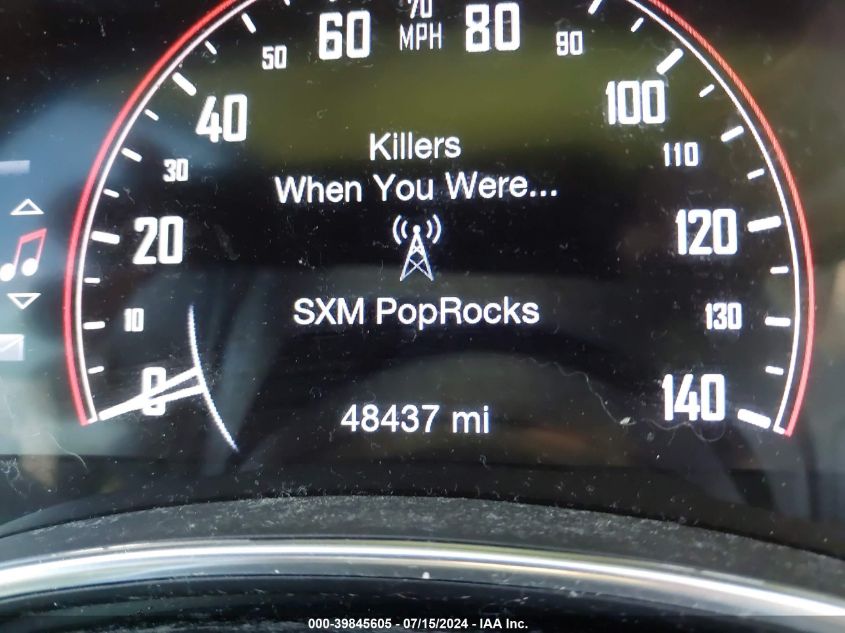 70
60 MPH 80
50 90
40 100
30 110
Killers
When You Were...
20 120
SXM PopRocks
10 130
0 140
48437 mi
000-39845605 - 07/15/2024 - IAA Inc.